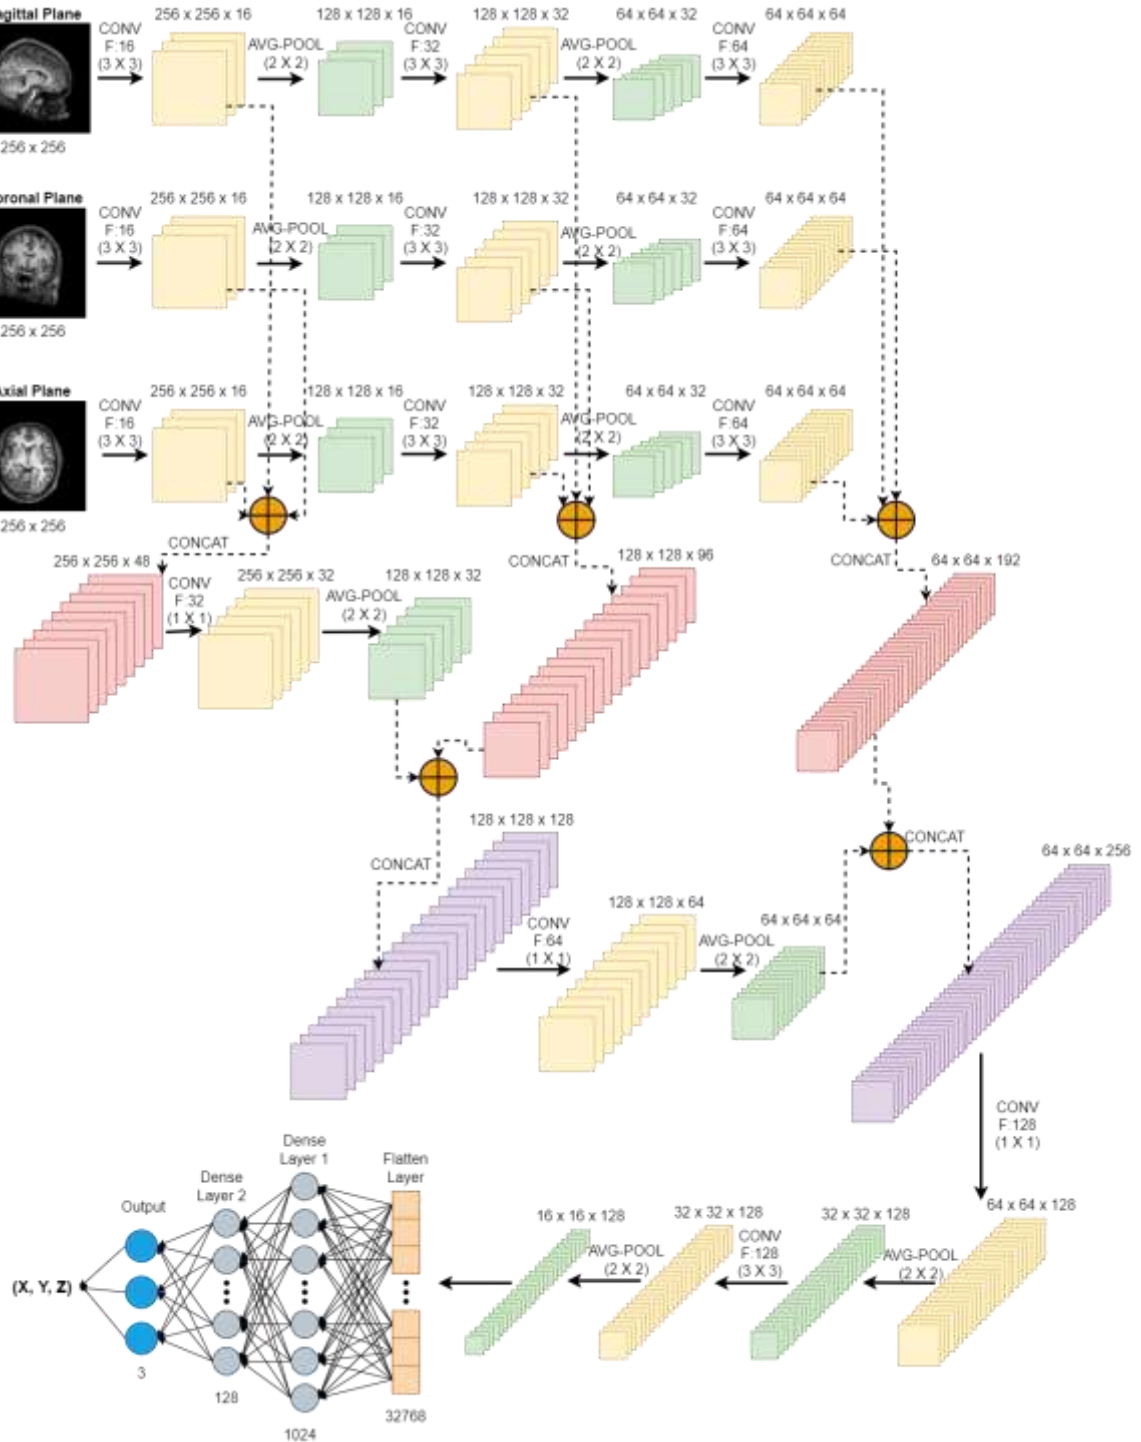 gittal Plane
CONV
F:16
(3 X 3)
256 x 256 x 16
AVG-POOL
(2 X 2)
128 x 128 x 16
CONV
F:32
(3 X 3)
128 x 128 x 32
AVG-POOL
(2 X 2)
64 x 64 x 32
CONV
F:64
(3 X 3)
64 x 64 x 64
256 x 256
oronal Plane
CONV
F:16
(3 X 3)
256 x 256 x 16
AVG-POOL
(2 X 2)
128 x 128 x 16
CONV
F:32
(3 X 3)
128 x 128 x 32
AVG-POOL
(2 X 2)
64 x 64 x 32
CONV
F:64
(3 X 3)
64 x 64 x 64
256 x 256
xial Plane
CONV
F:16
(3 X 3)
256 x 256 x 16
AVG-POOL
(2 X 2)
128 x 128 x 16
CONV
F:32
(3 X 3)
128 x 128 x 32
AVG-POOL
(2 X 2)
64 x 64 x 32
CONV
F:64
(3 X 3)
64 x 64 x 64
256 x 256
CONCAT
CONCAT
CONCAT
256 x 256 x 48
CONV
F:32
(1 X 1)
256 x 256 x 32
AVG-POOL
(2 X 2)
128 x 128 x 32
128 x 128 x 96
64 x 64 x 192
CONCAT
128 x 128 x 128
CONV
F:64
(1 X 1)
128 x 128 x 64
AVG-POOL
(2 X 2)
64 x 64 x 64
CONCAT
64 x 64 x 256
CONV
F:128
(1 X 1)
64 x 64 x 128
AVG-POOL
(2 X 2)
32 x 32 x 128
CONV
F:128
(3 X 3)
32 x 32 x 128
AVG-POOL
(2 X 2)
16 x 16 x 128
Flatten
Layer
32768
Dense
Layer 1
1024
Dense
Layer 2
128
Output
3
(X, Y, Z)